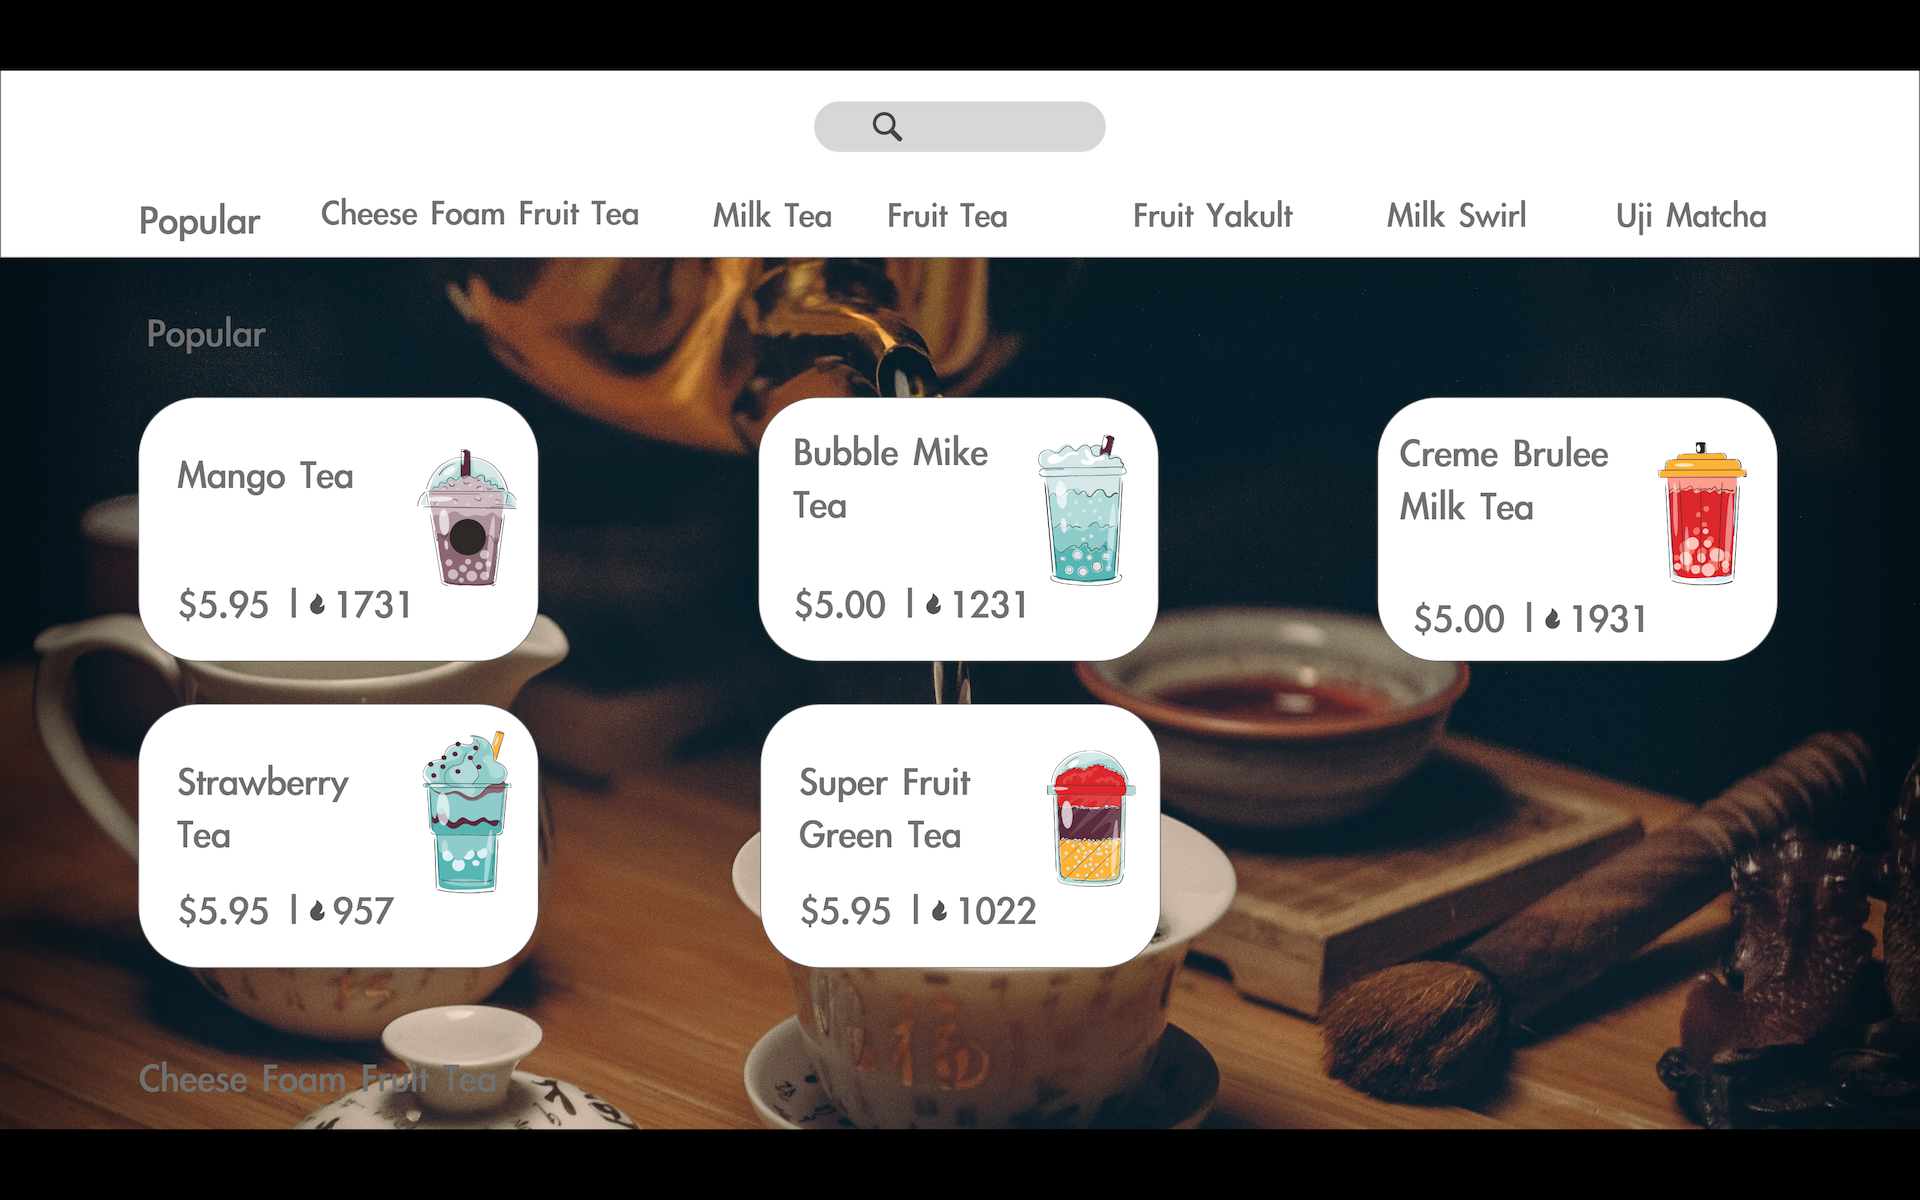 Popular
Cheese Foam Fruit Tea
Milk Tea
Fruit Tea
Fruit Yakult
Milk Swirl
Uji Matcha
Popular
Mango Tea
$5.95 | 1731
Bubble Mike
Tea
$5.00 | 1231
Creme Brulee
Milk Tea
$5.00 | 1931
Strawberry
Tea
$5.95 | 957
Super Fruit
Green Tea
$5.95 | 1022
福
Cheese Foam Fruit Tea